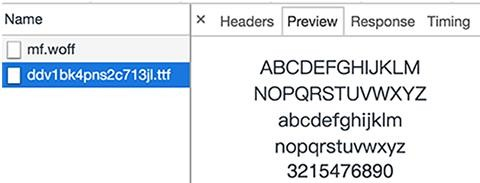 Name
mf.woff
ddv1bk4pns2c713jl.ttf
× Headers Preview Response Timing
ABCDEFGHIJKLM
NOPQRSTUVWXYZ
abcdefghijklm
nopqrstuvwxyz
3215476890